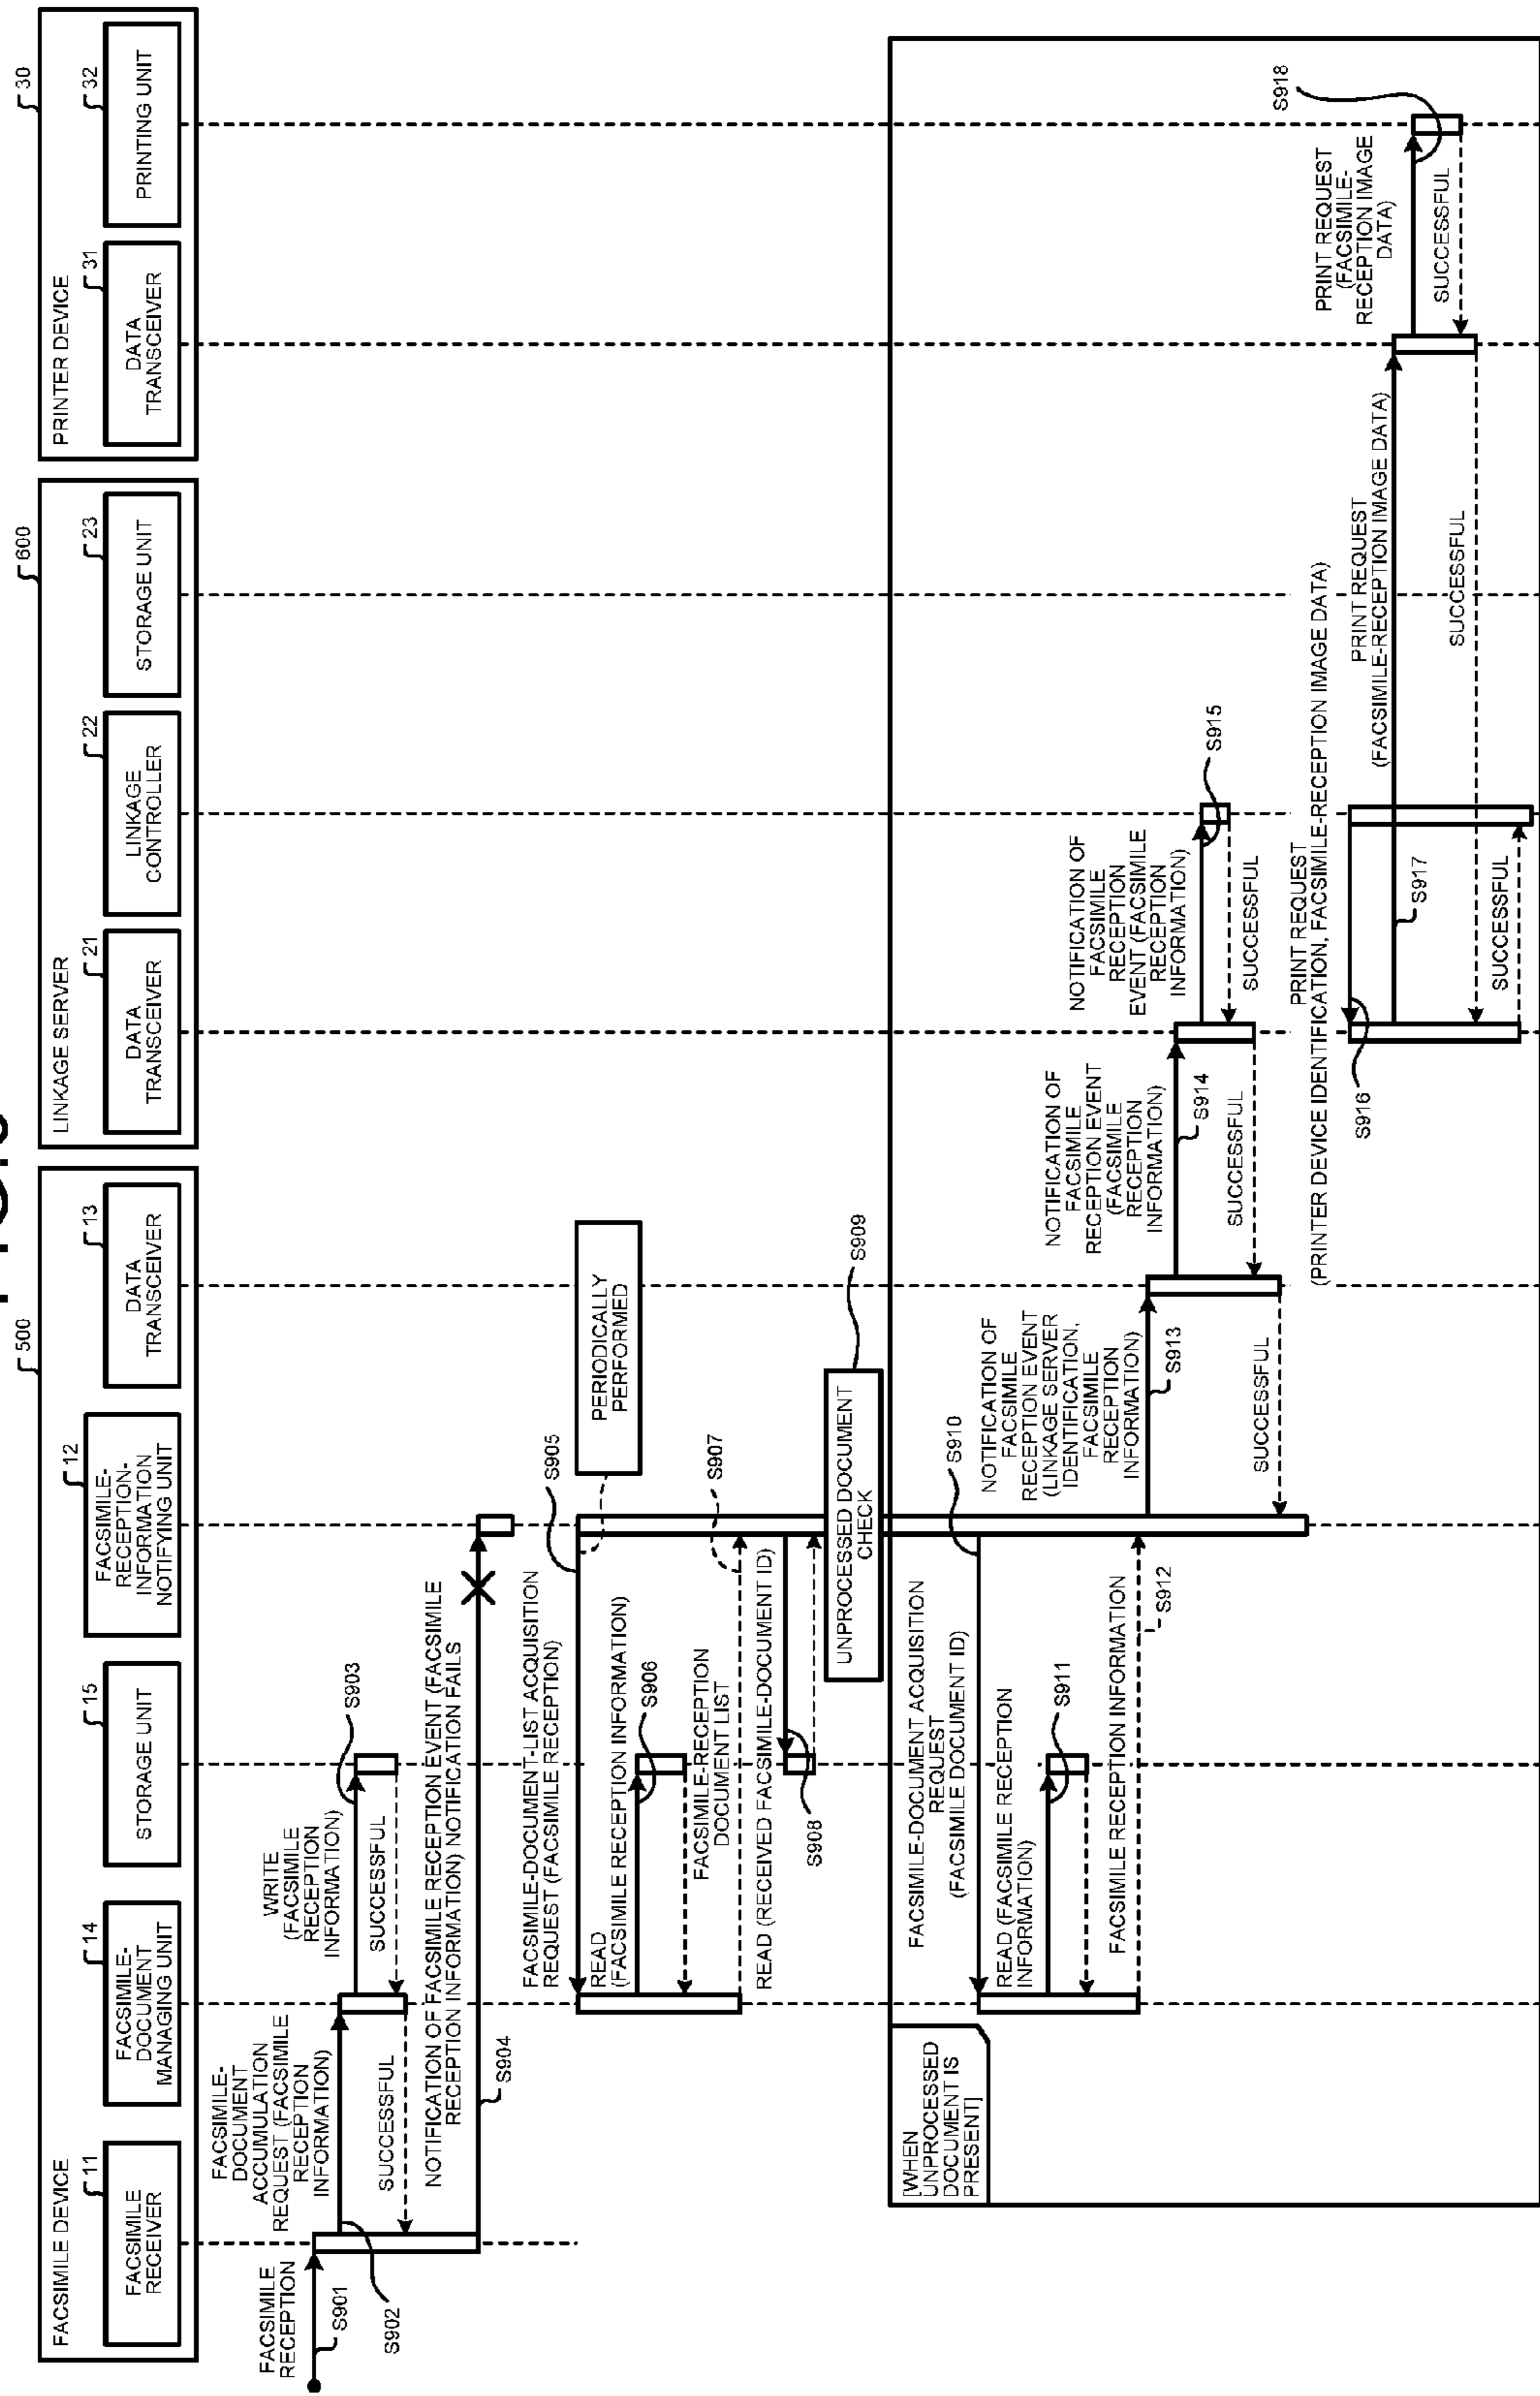 500
600
30
FACSIMILE DEVICE
LINKAGE SERVER
PRINTER DEVICE
11
14
15
12
13
21
22
23
31
32
FACSIMILE
RECEIVER
FACSIMILE-
DOCUMENT
MANAGING UNIT
STORAGE UNIT
FACSIMILE-
RECEPTION-
INFORMATION
NOTIFYING UNIT
DATA
TRANSCEIVER
DATA
TRANSCEIVER
LINKAGE
CONTROLLER
STORAGE UNIT
DATA
TRANSCEIVER
PRINTING UNIT
FACSIMILE
RECEPTION
S901
FACSIMILE-
DOCUMENT
ACCUMULATION
REQUEST (FACSIMILE
RECEPTION
INFORMATION)
S902
SUCCESSFUL
WRITE
(FACSIMILE
RECEPTION
INFORMATION)
S903
SUCCESSFUL
NOTIFICATION OF FACSIMILE RECEPTION EVENT (FACSIMILE
RECEPTION INFORMATION) NOTIFICATION FAILS
S904
FACSIMILE-DOCUMENT-LIST ACQUISITION
REQUEST (FACSIMILE RECEPTION)
S905
PERIODICALLY
PERFORMED
READ
(FACSIMILE RECEPTION INFORMATION)
S906
FACSIMILE-RECEPTION
DOCUMENT LIST
S907
READ (RECEIVED FACSIMILE-DOCUMENT ID)
S908
UNPROCESSED DOCUMENT
CHECK
S909
[WHEN
UNPROCESSED
DOCUMENT IS
PRESENT]
FACSIMILE-DOCUMENT ACQUISITION
REQUEST
(FACSIMILE DOCUMENT ID)
S910
READ (FACSIMILE RECEPTION
INFORMATION)
S911
FACSIMILE RECEPTION INFORMATION
S912
NOTIFICATION OF
FACSIMILE
RECEPTION EVENT
(LINKAGE SERVER
IDENTIFICATION,
FACSIMILE
RECEPTION
INFORMATION)
S913
SUCCESSFUL
NOTIFICATION OF
FACSIMILE
RECEPTION EVENT
(FACSIMILE
RECEPTION
INFORMATION)
S914
SUCCESSFUL
NOTIFICATION OF
FACSIMILE
RECEPTION
EVENT (FACSIMILE
RECEPTION
INFORMATION)
S915
SUCCESSFUL
PRINT REQUEST
(PRINTER DEVICE IDENTIFICATION, FACSIMILE-RECEPTION IMAGE DATA)
S916
PRINT REQUEST
(FACSIMILE-RECEPTION IMAGE DATA)
S917
PRINT REQUEST
(FACSIMILE-
RECEPTION IMAGE
DATA)
S918
SUCCESSFUL
SUCCESSFUL
SUCCESSFUL